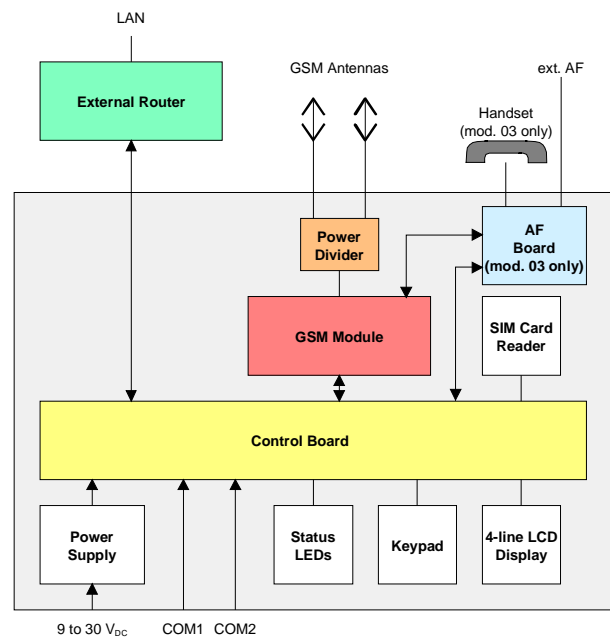 LAN
GSM Antennas
ext. AF
External Router
Handset
(mod. 03 only)
Power
Divider
AF
Board
(mod. 03 only)
GSM Module
SIM Card
Reader
Control Board
Power
Supply
Status
LEDs
Keypad
4-line LCD
Display
9 to 30 VDC
COM1
COM2